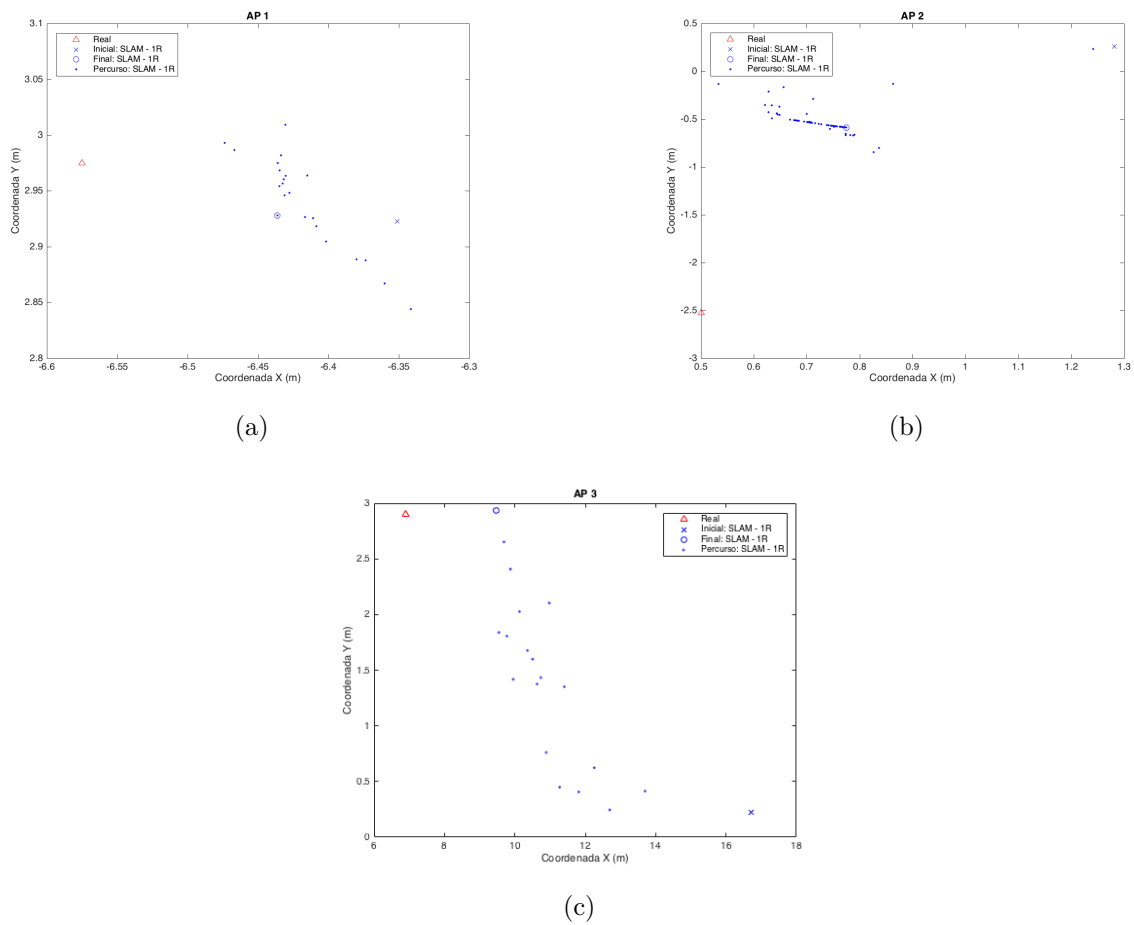 AP 1
3.1
3.05
3
2.95
2.9
2.85
2.8
Coordenada Y (m)
Real
Inicial: SLAM - 1R
Final: SLAM - 1R
Percurso: SLAM - 1R
-6.6 -6.55 -6.5 -6.45 -6.4 -6.35 -6.3
Coordenada X (m)
(a)
AP 2
0.5
0
-0.5
-1
-1.5
-2
-2.5
-3
Coordenada Y (m)
Real
Inicial: SLAM - 1R
Final: SLAM - 1R
Percurso: SLAM - 1R
0.5 0.6 0.7 0.8 0.9 1 1.1 1.2 1.3
Coordenada X (m)
(b)
AP 3
3
2.5
2
1.5
1
0.5
0
Coordenada Y (m)
Real
Inicial: SLAM - 1R
Final: SLAM - 1R
Percurso: SLAM - 1R
6 8 10 12 14 16 18
Coordenada X (m)
(c)